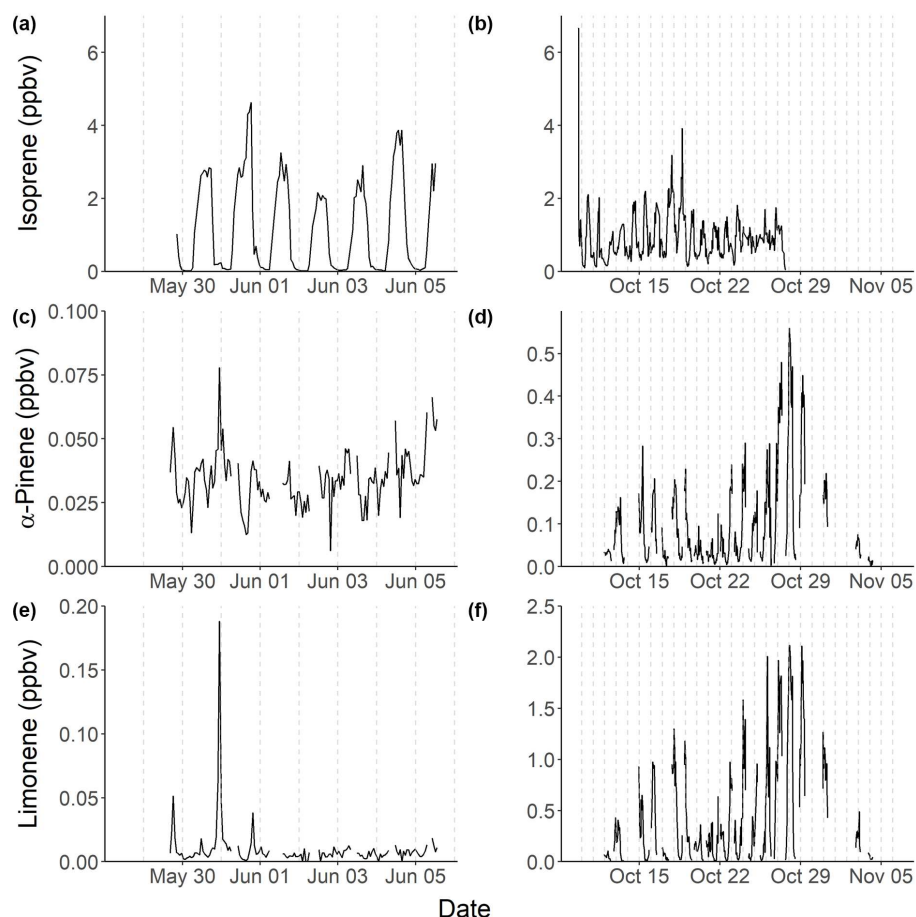 (a)
Isoprene (ppbv)
6
4
2
0
May 30
Jun 01
Jun 03
Jun 05
(b)
6
4
2
0
Oct 15
Oct 22
Oct 29
Nov 05
(c)
α-Pinene (ppbv)
0.100
0.075
0.050
0.025
0.000
May 30
Jun 01
Jun 03
Jun 05
(d)
0.5
0.4
0.3
0.2
0.1
0.0
Oct 15
Oct 22
Oct 29
Nov 05
(e)
Limonene (ppbv)
0.20
0.15
0.10
0.05
0.00
May 30
Jun 01
Jun 03
Jun 05
(f)
2.5
2.0
1.5
1.0
0.5
0.0
Oct 15
Oct 22
Oct 29
Nov 05
Date